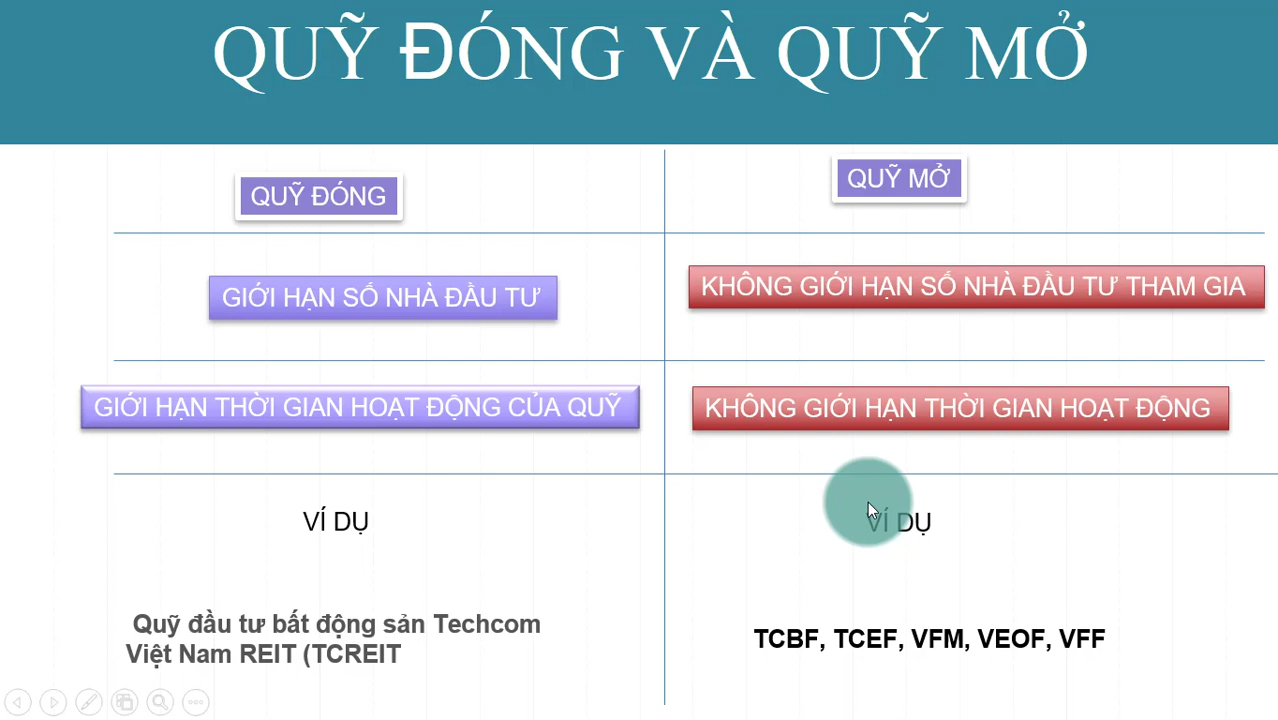 QUỸ ĐÓNG VÀ QUỸ MỞ
QUỸ ĐÓNG
QUỸ MỞ
GIỚI HẠN SỐ NHÀ ĐẦU TƯ
KHÔNG GIỚI HẠN SỐ NHÀ ĐẦU TƯ THAM GIA
GIỚI HẠN THỜI GIAN HOẠT ĐỘNG CỦA QUỸ
KHÔNG GIỚI HẠN THỜI GIAN HOẠT ĐỘNG
VÍ DỤ
VÍ DỤ
Quỹ đầu tư bất động sản Techcom
Việt Nam REIT (TCREIT
TCBF, TCEF, VFM, VEOF, VFF